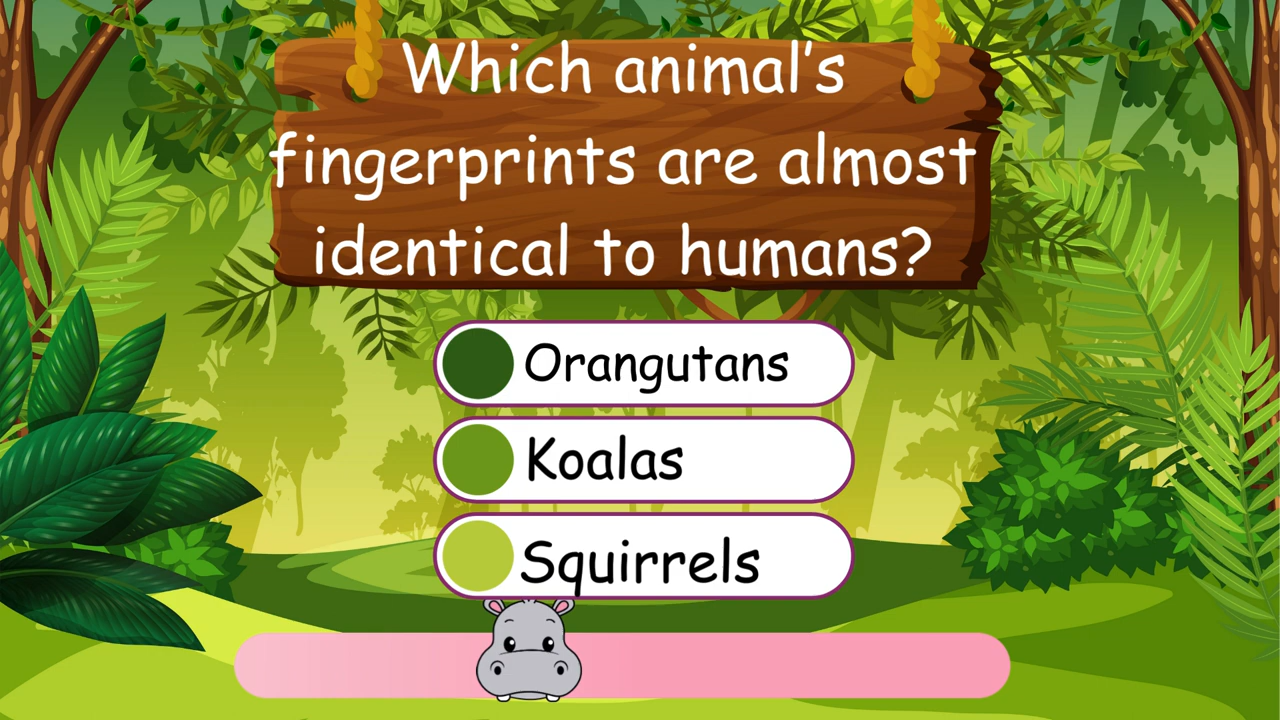 Which animal's
fingerprints are almost
identical to humans?
Orangutans
Koalas
Squirrels